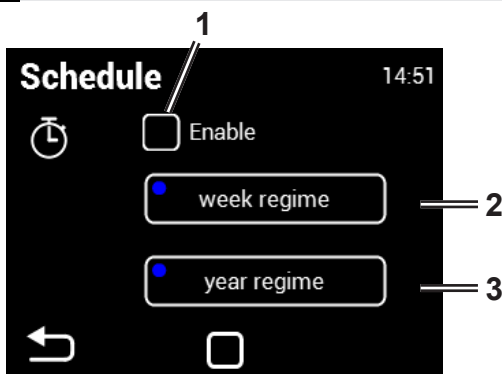 1
Schedule 14:51
Enable
week regime 2
year regime 3